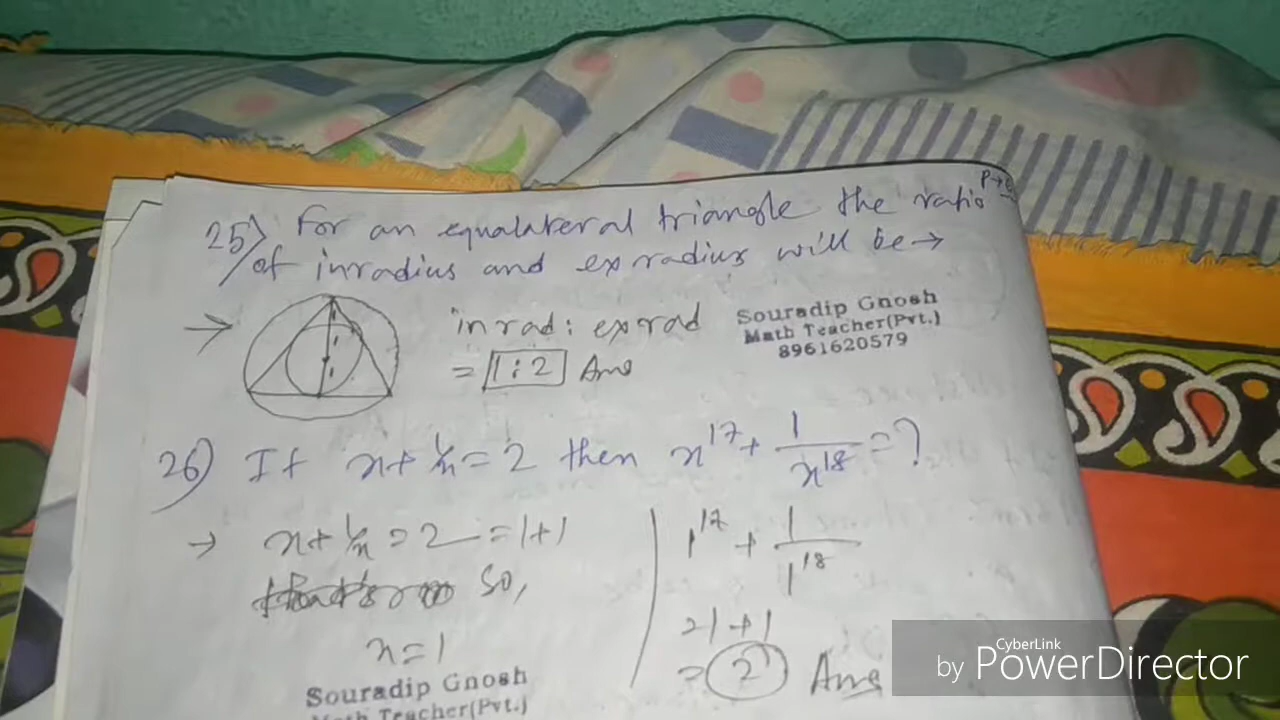 25) For an equalateral triangle the ratio
of inradius and exradius will be →
→ inrad : exrad
= 1 : 2 Ans
Souradip Gnosh
Math Teacher(Pvt.)
8961620579
26) If x + 1/x = 2 then x^17 + 1/x^18 = ?
→ x + 1/x = 2 = 1+1
So,
x = 1
1^17 + 1/1^18
= 1 + 1
= 2 Ans
Souradip Gnosh
Math Teacher(Pvt.)
CyberLink
by PowerDirector